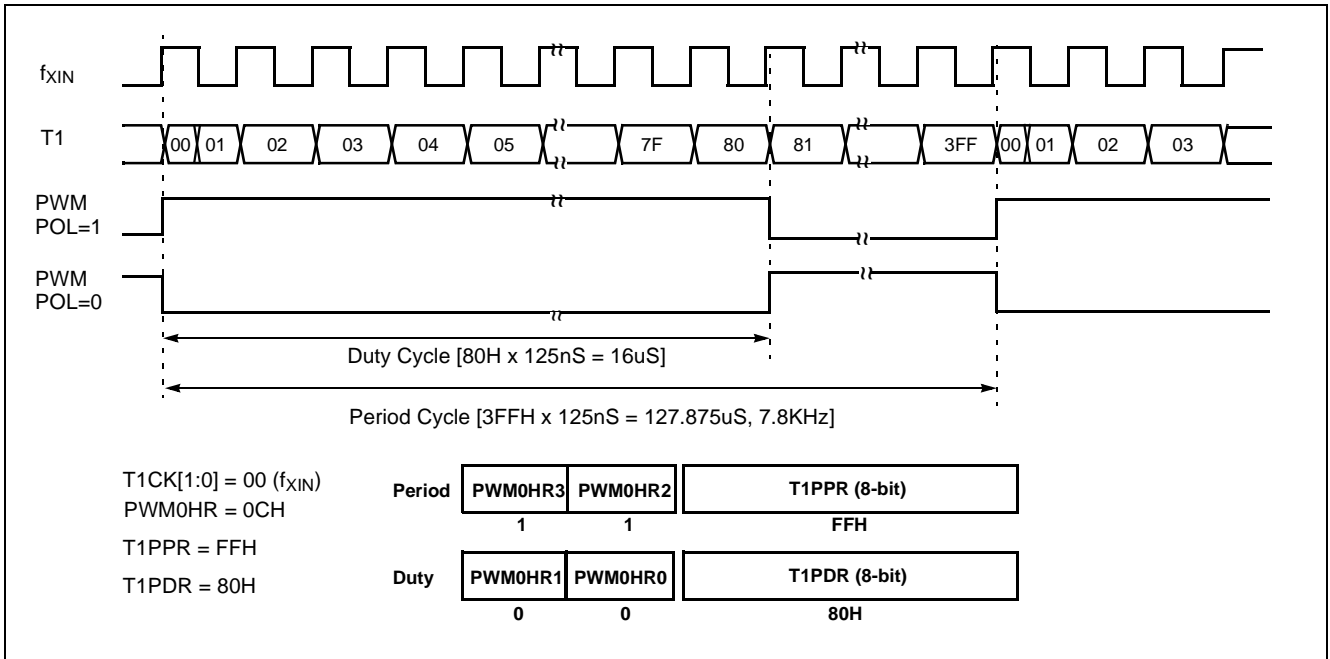 fXIN
T1
00 01 02 03 04 05 7F 80 81 3FF 00 01 02 03
PWM
POL=1
PWM
POL=0
Duty Cycle [80H x 125nS = 16uS]
Period Cycle [3FFH x 125nS = 127.875uS, 7.8KHz]
T1CK[1:0] = 00 (fXIN)
PWM0HR = 0CH
T1PPR = FFH
T1PDR = 80H
Period PWM0HR3 PWM0HR2 T1PPR (8-bit)
1 1 FFH
Duty PWM0HR1 PWM0HR0 T1PDR (8-bit)
0 0 80H